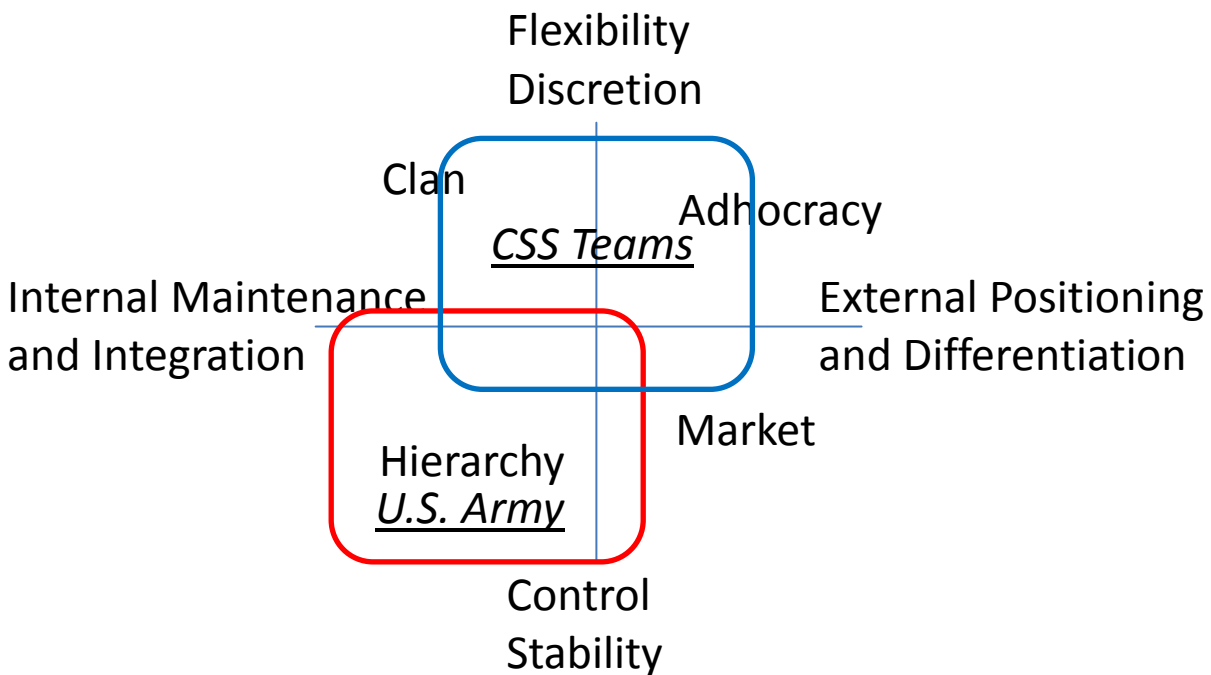 Flexibility
Discretion
Clan
Adhocracy
CSS Teams
Internal Maintenance
and Integration
External Positioning
and Differentiation
Market
Hierarchy
U.S. Army
Control
Stability